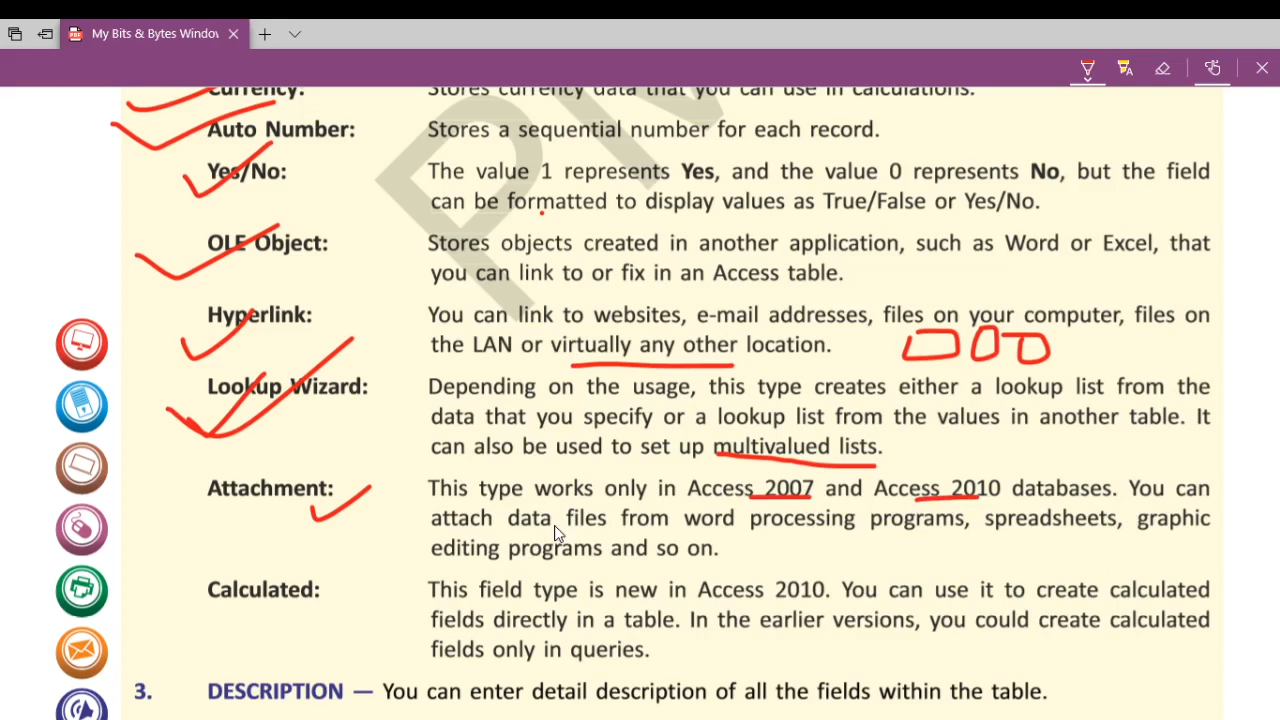 My Bits & Bytes Window
Currency: Stores currency data that you can use in calculations.
Auto Number: Stores a sequential number for each record.
Yes/No: The value 1 represents Yes, and the value 0 represents No, but the field
can be formatted to display values as True/False or Yes/No.
OLE Object: Stores objects created in another application, such as Word or Excel, that
you can link to or fix in an Access table.
Hyperlink: You can link to websites, e-mail addresses, files on your computer, files on
the LAN or virtually any other location.
Lookup Wizard: Depending on the usage, this type creates either a lookup list from the
data that you specify or a lookup list from the values in another table. It
can also be used to set up multivalued lists.
Attachment: This type works only in Access 2007 and Access 2010 databases. You can
attach data files from word processing programs, spreadsheets, graphic
editing programs and so on.
Calculated: This field type is new in Access 2010. You can use it to create calculated
fields directly in a table. In the earlier versions, you could create calculated
fields only in queries.
3. DESCRIPTION — You can enter detail description of all the fields within the table.